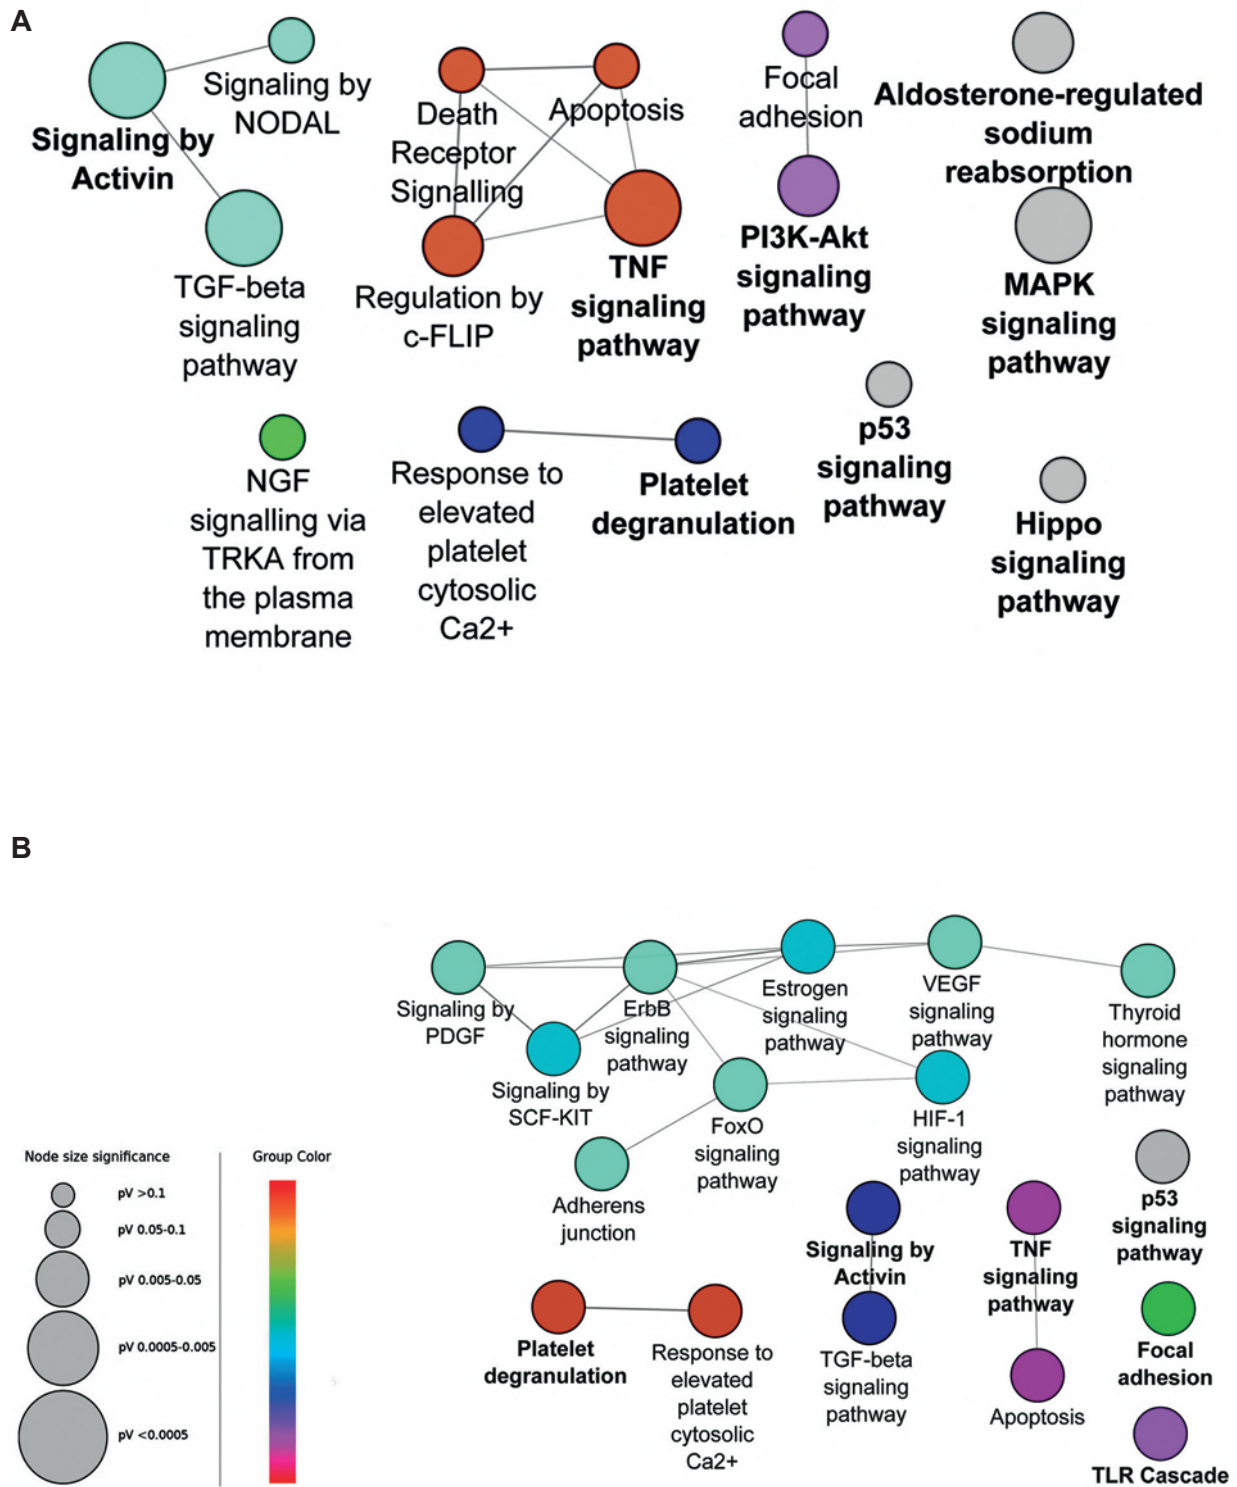 A
Signaling by
NODAL
Signaling by
Activin
TGF-beta
signaling
pathway
Death
Receptor
Signalling
Apoptosis
Regulation by
c-FLIP
TNF
signaling
pathway
Focal
adhesion
PI3K-Akt
signaling
pathway
Aldosterone-regulated
sodium
reabsorption
MAPK
signaling
pathway
NGF
signalling via
TRKA from
the plasma
membrane
Response to
elevated
platelet
cytosolic
Ca2+
Platelet
degranulation
p53
signaling
pathway
Hippo
signaling
pathway
B
Signaling by
PDGF
ErbB
signaling
pathway
Estrogen
signaling
pathway
VEGF
signaling
pathway
Thyroid
hormone
signaling
pathway
Signaling by
SCF-KIT
FoxO
signaling
pathway
HIF-1
signaling
pathway
Adherens
junction
Signaling by
Activin
TNF
signaling
pathway
p53
signaling
pathway
Platelet
degranulation
Response to
elevated
platelet
cytosolic
Ca2+
TGF-beta
signaling
pathway
Apoptosis
Focal
adhesion
TLR Cascade
Node size significance
pV >0.1
pV 0.05-0.1
pV 0.005-0.05
pV 0.0005-0.005
pV <0.0005
Group Color